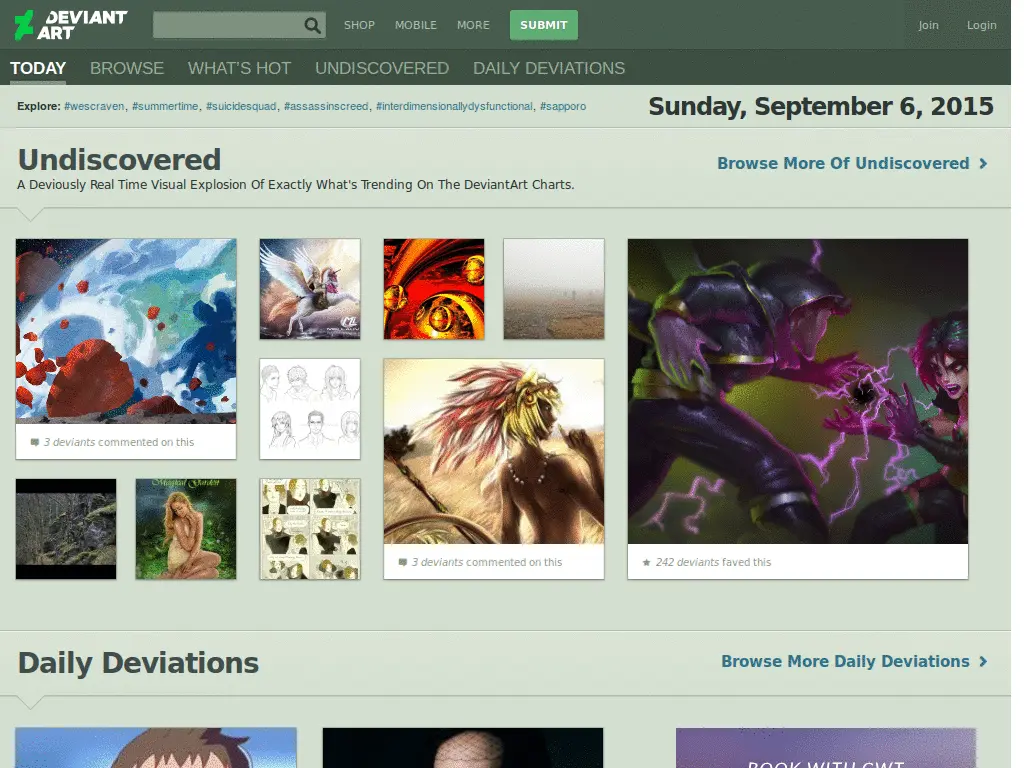 DEVIANT
ART
SHOP MOBILE MORE SUBMIT Join Login
TODAY BROWSE WHAT'S HOT UNDISCOVERED DAILY DEVIATIONS
Explore: #wescraven, #summertime, #suicidesquad, #assassinscreed, #interdimensionallydysfunctional, #sapporo
Sunday, September 6, 2015
Undiscovered
Browse More Of Undiscovered
A Deviously Real Time Visual Explosion Of Exactly What's Trending On The DeviantArt Charts.
3 deviants commented on this
Magical Garden
3 deviants commented on this
242 deviants faved this
Daily Deviations
Browse More Daily Deviations
BOOK WITH GWT